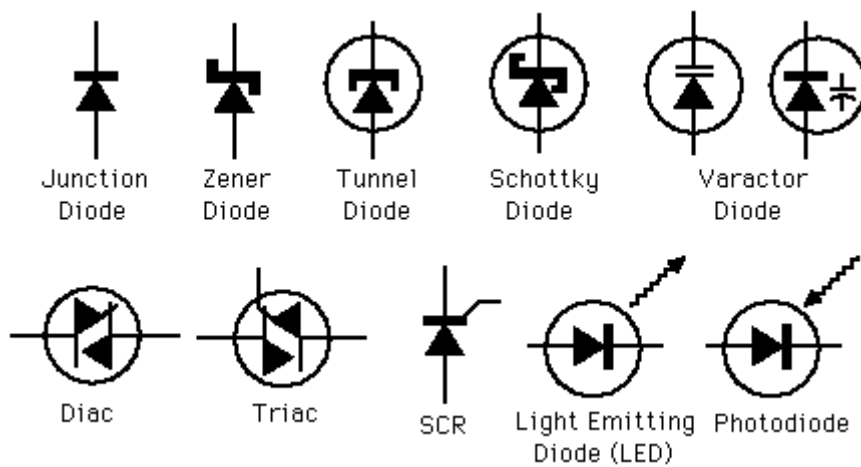 Junction
Diode
Zener
Diode
Tunnel
Diode
Schottky
Diode
Varactor
Diode
Diac
Triac
SCR
Light Emitting
Diode (LED)
Photodiode